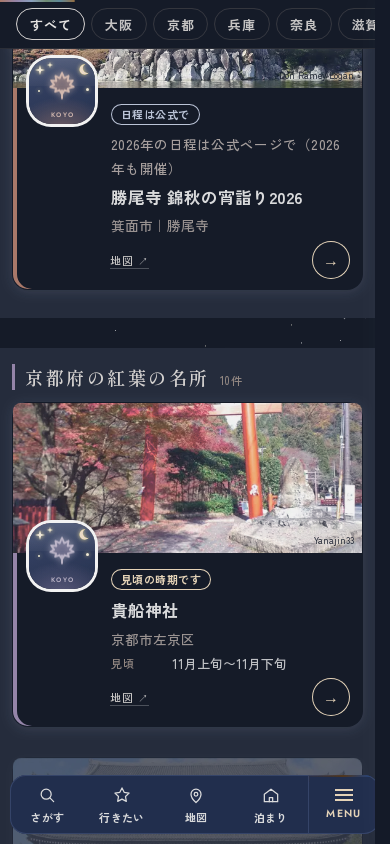 すべて
大阪
京都
兵庫
奈良
滋賀
KOYO
日程は公式で
2026年の日程は公式ページで（2026
年も開催）
勝尾寺 錦秋の宵詣り2026
箕面市｜勝尾寺
地図 ↗
→
京都府の紅葉の名所 10件
Yanajin33
KOYO
見頃の時期です
貴船神社
京都市左京区
見頃 11月上旬〜11月下旬
地図 ↗
→
さがす
行きたい
地図
泊まり
MENU